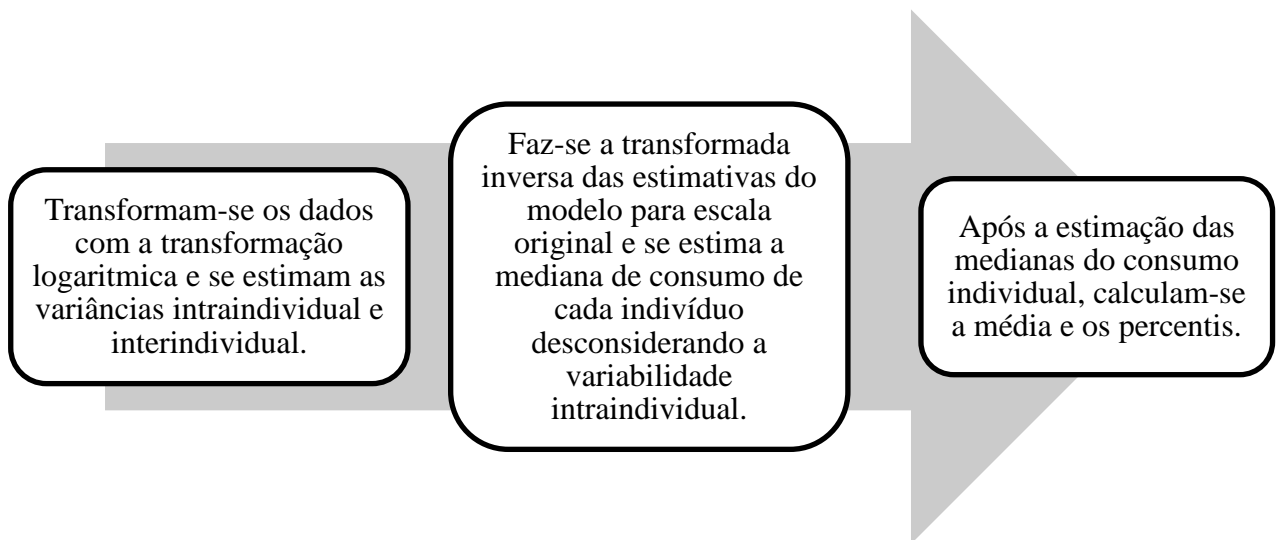 Transformam-se os dados
com a transformação
logaritmica e se estimam as
variâncias intraindividual e
interindividual.
Faz-se a transformada
inversa das estimativas do
modelo para escala
original e se estima a
mediana de consumo de
cada indivíduo
desconsiderando a
variabilidade
intraindividual.
Após a estimação das
medianas do consumo
individual, calculam-se
a média e os percentis.